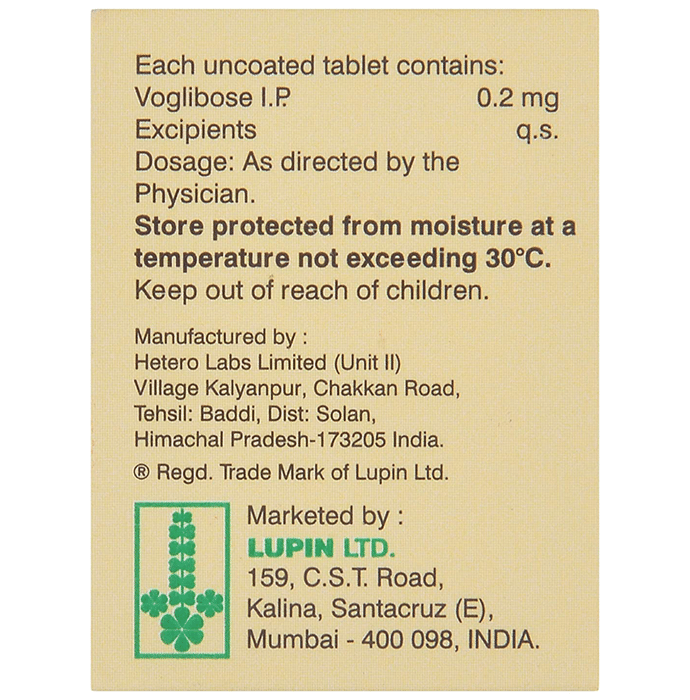 Each uncoated tablet contains:
Voglibose I.P. 0.2 mg
Excipients q.s.
Dosage: As directed by the
Physician.
Store protected from moisture at a
temperature not exceeding 30°C.
Keep out of reach of children.
Manufactured by :
Hetero Labs Limited (Unit II)
Village Kalyanpur, Chakkan Road,
Tehsil: Baddi, Dist: Solan,
Himachal Pradesh-173205 India.
® Regd. Trade Mark of Lupin Ltd.
Marketed by :
LUPIN LTD.
159, C.S.T. Road,
Kalina, Santacruz (E),
Mumbai - 400 098, INDIA.